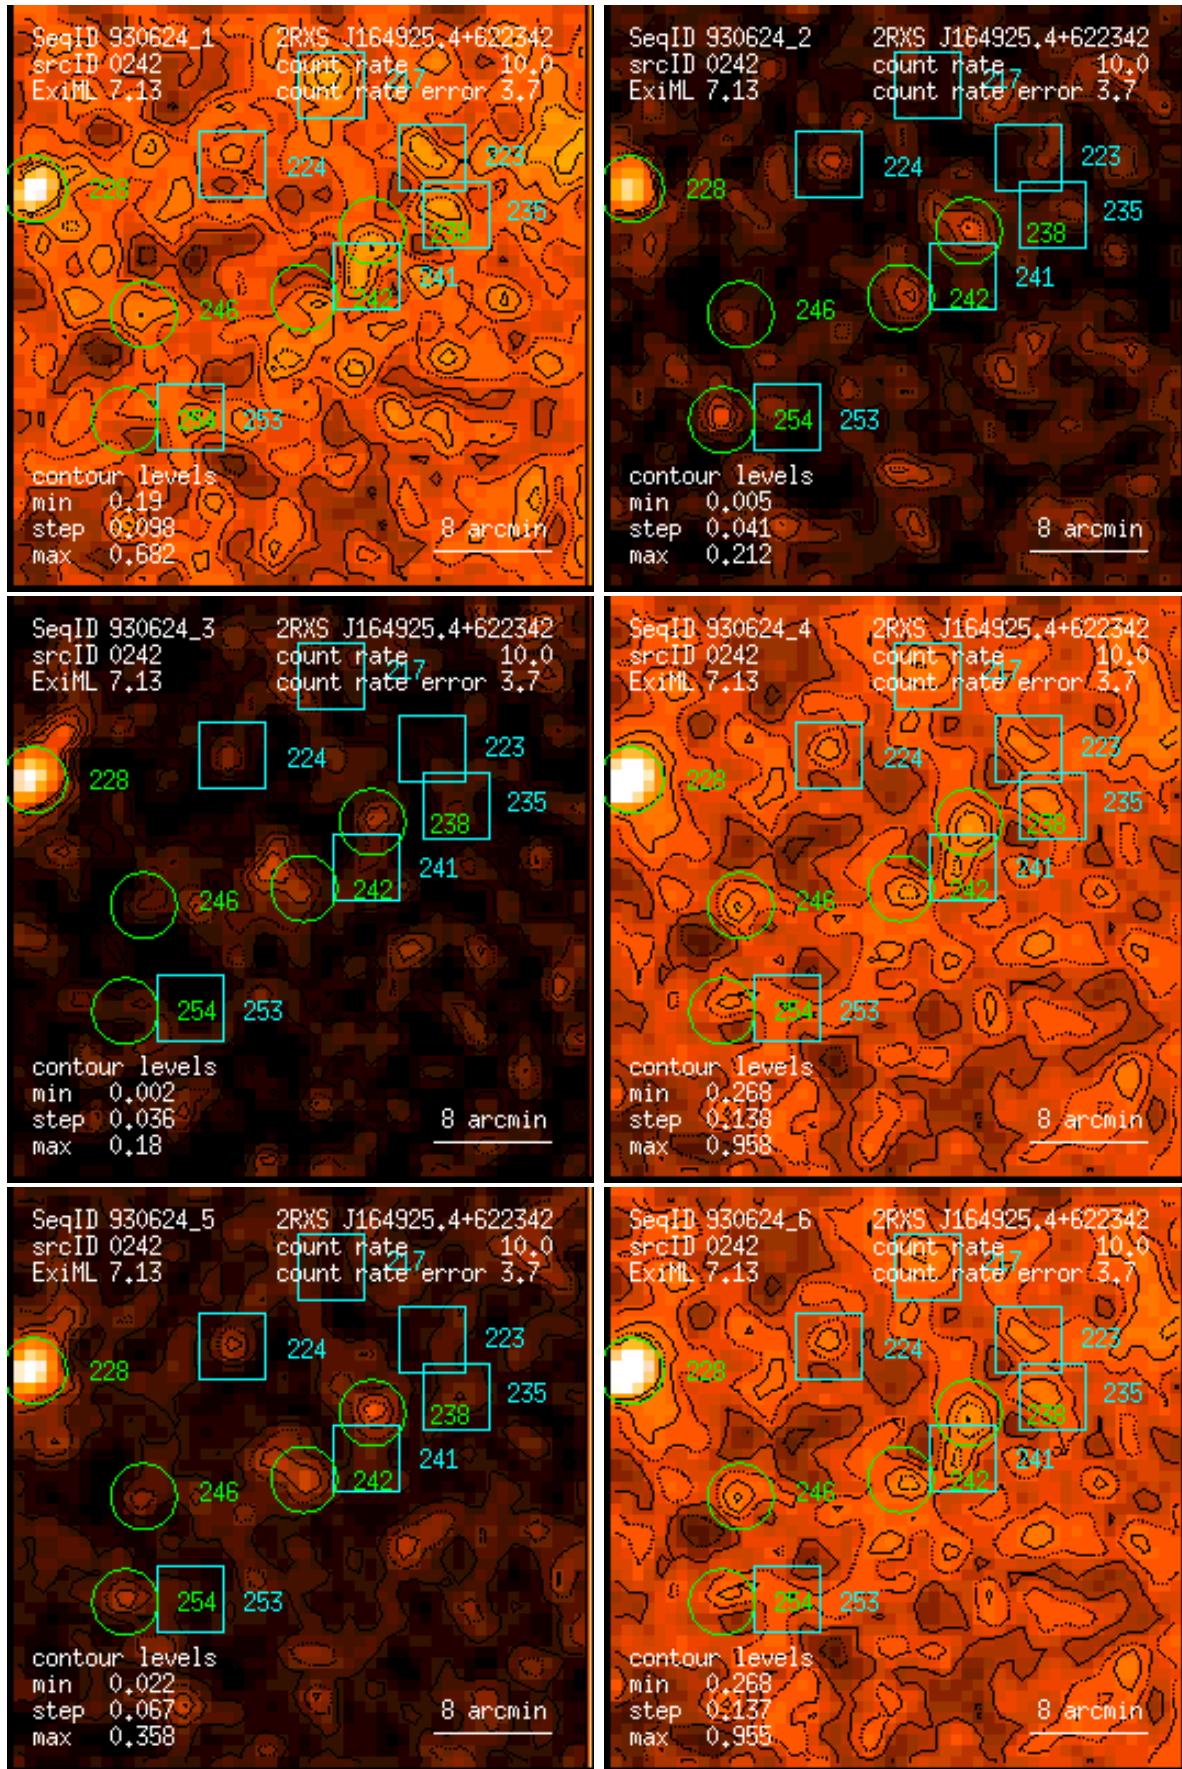 SeqID 930624_1 2RXS J164925.4+622342
srcID 0242 count rate 10.0
ExiML 7.13 count rate error 3.7
217
224
223
228
235
238
241
246
242
254
253
contour levels
min 0.19
step 0.098
max 0.682
8 arcmin
SeqID 930624_2 2RXS J164925.4+622342
srcID 0242 count rate 10.0
ExiML 7.13 count rate error 3.7
217
224
223
228
235
238
241
246
242
254
253
contour levels
min 0.005
step 0.041
max 0.212
8 arcmin
SeqID 930624_3 2RXS J164925.4+622342
srcID 0242 count rate 10.0
ExiML 7.13 count rate error 3.7
217
224
223
228
235
238
241
246
242
254
253
contour levels
min 0.002
step 0.036
max 0.18
8 arcmin
SeqID 930624_4 2RXS J164925.4+622342
srcID 0242 count rate 10.0
ExiML 7.13 count rate error 3.7
217
224
223
228
235
238
241
246
242
254
253
contour levels
min 0.268
step 0.138
max 0.958
8 arcmin
SeqID 930624_5 2RXS J164925.4+622342
srcID 0242 count rate 10.0
ExiML 7.13 count rate error 3.7
217
224
223
228
235
238
241
246
242
254
253
contour levels
min 0.022
step 0.067
max 0.358
8 arcmin
SeqID 930624_6 2RXS J164925.4+622342
srcID 0242 count rate 10.0
ExiML 7.13 count rate error 3.7
217
224
223
228
235
238
241
246
242
254
253
contour levels
min 0.268
step 0.137
max 0.955
8 arcmin